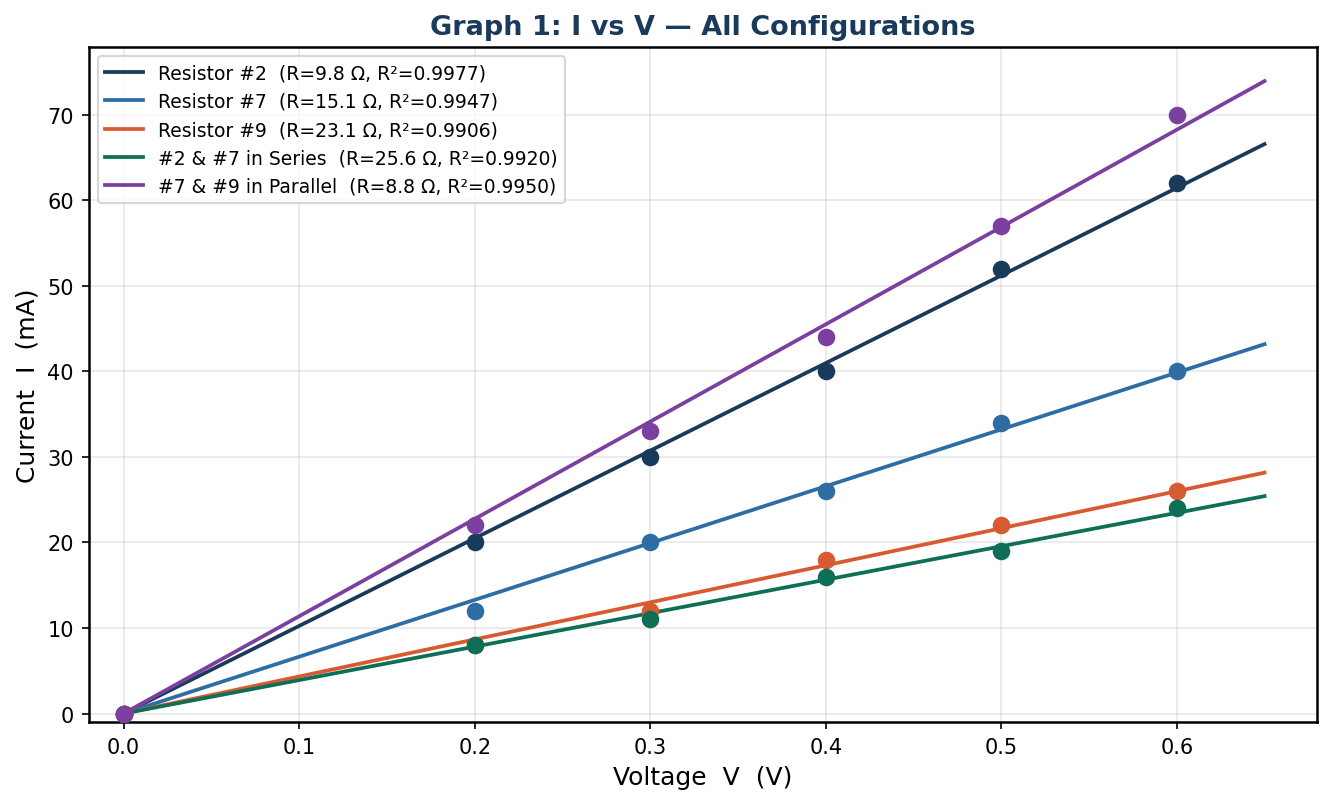 Graph 1: I vs V — All Configurations
Resistor #2  (R=9.8 Ω, R²=0.9977)
Resistor #7  (R=15.1 Ω, R²=0.9947)
Resistor #9  (R=23.1 Ω, R²=0.9906)
#2 & #7 in Series  (R=25.6 Ω, R²=0.9920)
#7 & #9 in Parallel  (R=8.8 Ω, R²=0.9950)
Current  I  (mA)
70
60
50
40
30
20
10
0
0.0 0.1 0.2 0.3 0.4 0.5 0.6
Voltage  V  (V)